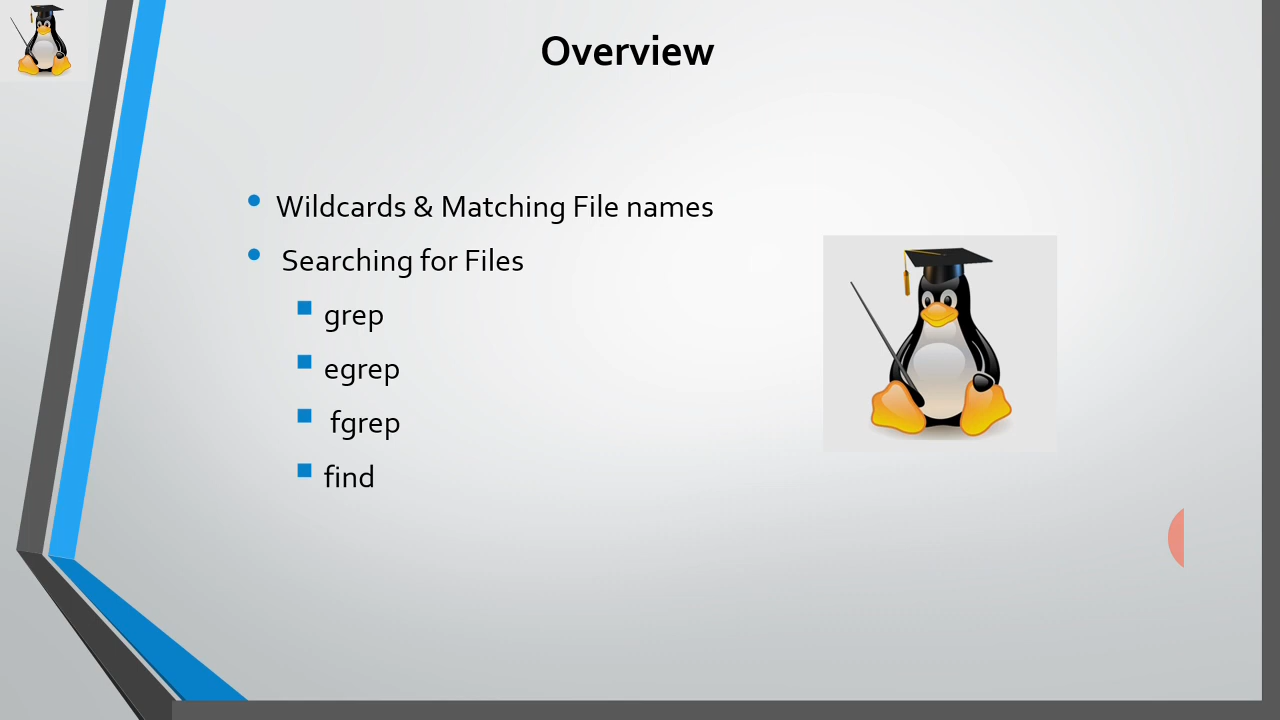 Overview
Wildcards & Matching File names
Searching for Files
grep
egrep
fgrep
find